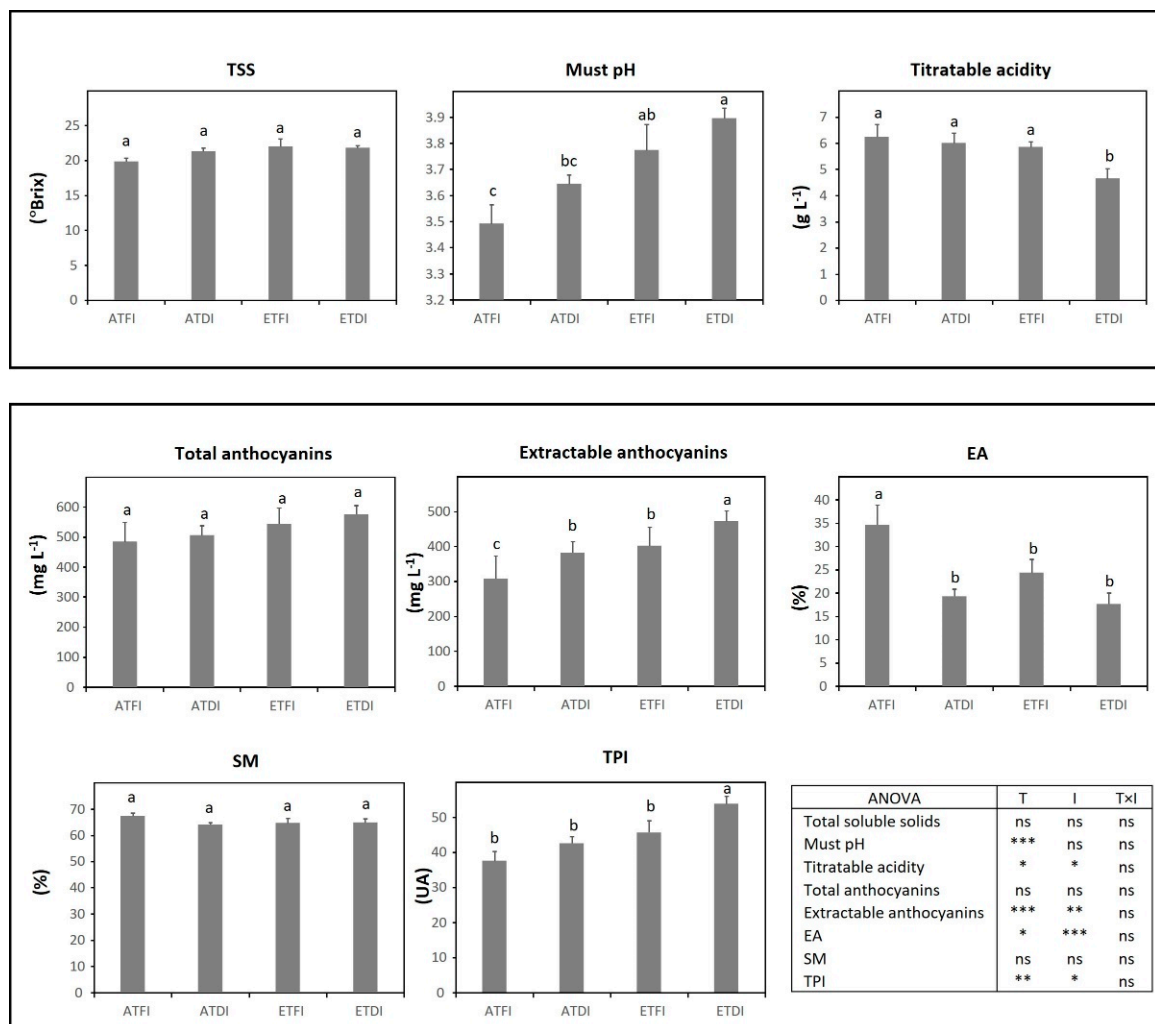 TSS
a a a a
25
20
15
10
5
0
(°Brix)
ATFI ATDI ETFI ETDI
Must pH
c bc ab a
3.9
3.8
3.7
3.6
3.5
3.4
3.3
3.2
ATFI ATDI ETFI ETDI
Titratable acidity
a a a b
7
6
5
4
3
2
1
0
(g L-1)
ATFI ATDI ETFI ETDI
Total anthocyanins
a a a a
600
500
400
300
200
100
0
(mg L-1)
ATFI ATDI ETFI ETDI
Extractable anthocyanins
c b b a
500
400
300
200
100
0
(mg L-1)
ATFI ATDI ETFI ETDI
EA
a b b b
40
35
30
25
20
15
10
5
0
(%)
ATFI ATDI ETFI ETDI
SM
a a a a
70
60
50
40
30
20
10
0
(%)
ATFI ATDI ETFI ETDI
TPI
b b b a
50
40
30
20
10
0
(UA)
ATFI ATDI ETFI ETDI
ANOVA T I T×I
Total soluble solids ns ns ns
Must pH *** ns ns
Titratable acidity * * ns
Total anthocyanins ns ns ns
Extractable anthocyanins *** ** ns
EA * *** ns
SM ns ns ns
TPI ** * ns